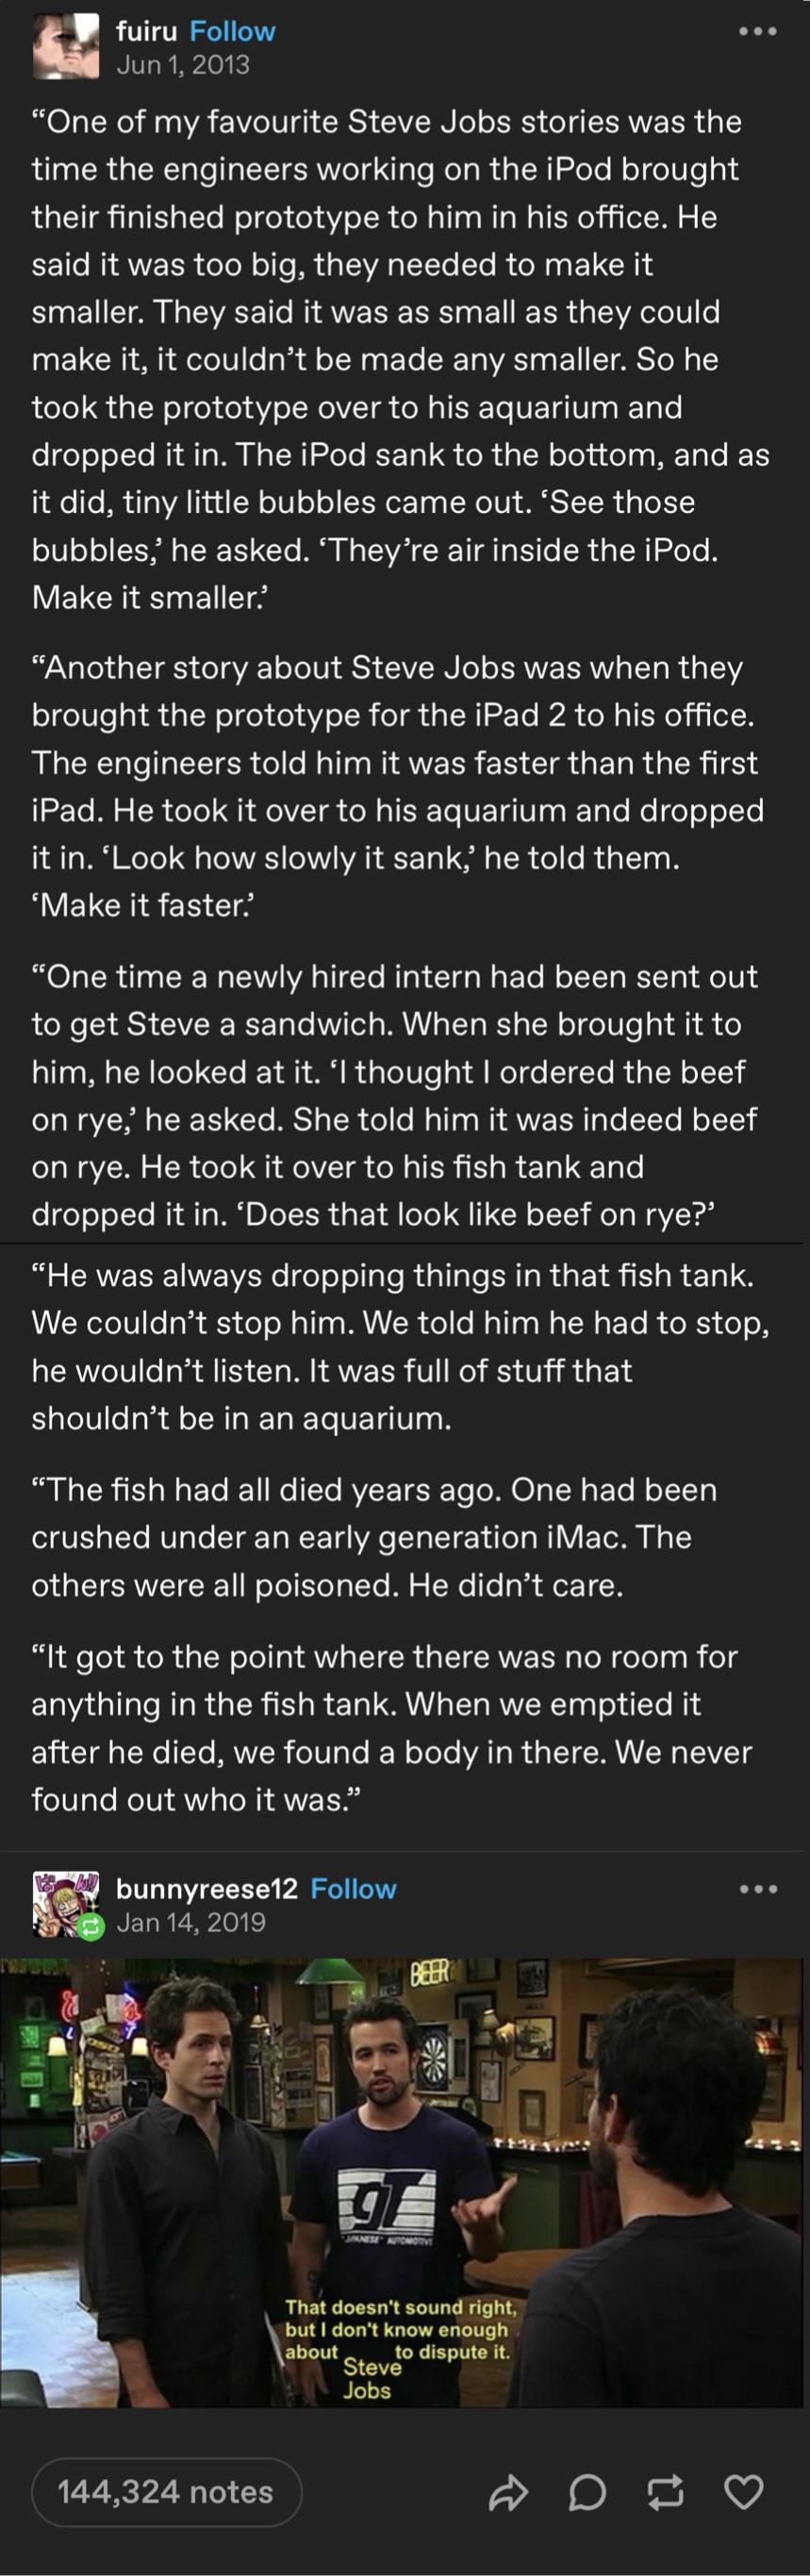 fuiru Follow
Jun 1, 2013
“One of my favourite Steve Jobs stories was the
time the engineers working on the iPod brought
their finished prototype to him in his office. He
said it was too big, they needed to make it
smaller. They said it was as small as they could
make it, it couldn’t be made any smaller. So he
took the prototype over to his aquarium and
dropped it in. The iPod sank to the bottom, and as
it did, tiny little bubbles came out. ‘See those
bubbles,’ he asked. ‘They’re air inside the iPod.
Make it smaller.’
“Another story about Steve Jobs was when they
brought the prototype for the iPad 2 to his office.
The engineers told him it was faster than the first
iPad. He took it over to his aquarium and dropped
it in. ‘Look how slowly it sank,’ he told them.
‘Make it faster.’
“One time a newly hired intern had been sent out
to get Steve a sandwich. When she brought it to
him, he looked at it. ‘I thought I ordered the beef
on rye,’ he asked. She told him it was indeed beef
on rye. He took it over to his fish tank and
dropped it in. ‘Does that look like beef on rye?’
“He was always dropping things in that fish tank.
We couldn’t stop him. We told him he had to stop,
he wouldn’t listen. It was full of stuff that
shouldn’t be in an aquarium.
“The fish had all died years ago. One had been
crushed under an early generation iMac. The
others were all poisoned. He didn’t care.
“It got to the point where there was no room for
anything in the fish tank. When we emptied it
after he died, we found a body in there. We never
found out who it was.”
bunnyreese12 Follow
Jan 14, 2019
BEER
gT
"JAPANESE" AUTOMOTIVE
That doesn't sound right,
but I don't know enough
about Steve Jobs to dispute it.
144,324 notes